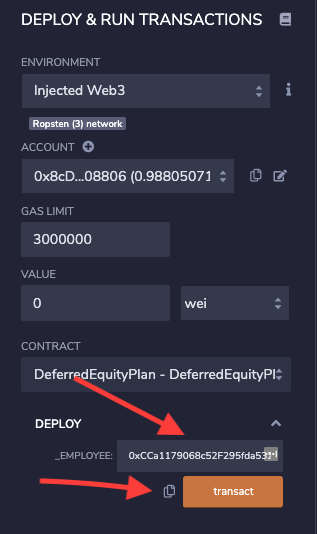 DEPLOY & RUN TRANSACTIONS
ENVIRONMENT
Injected Web3
Ropsten (3) network
ACCOUNT
0x8cD...08806 (0.98805071
GAS LIMIT
3000000
VALUE
0 wei
CONTRACT
DeferredEquityPlan - DeferredEquityPl
DEPLOY
_EMPLOYEE: 0xCCa1179068c52F295fda53
transact